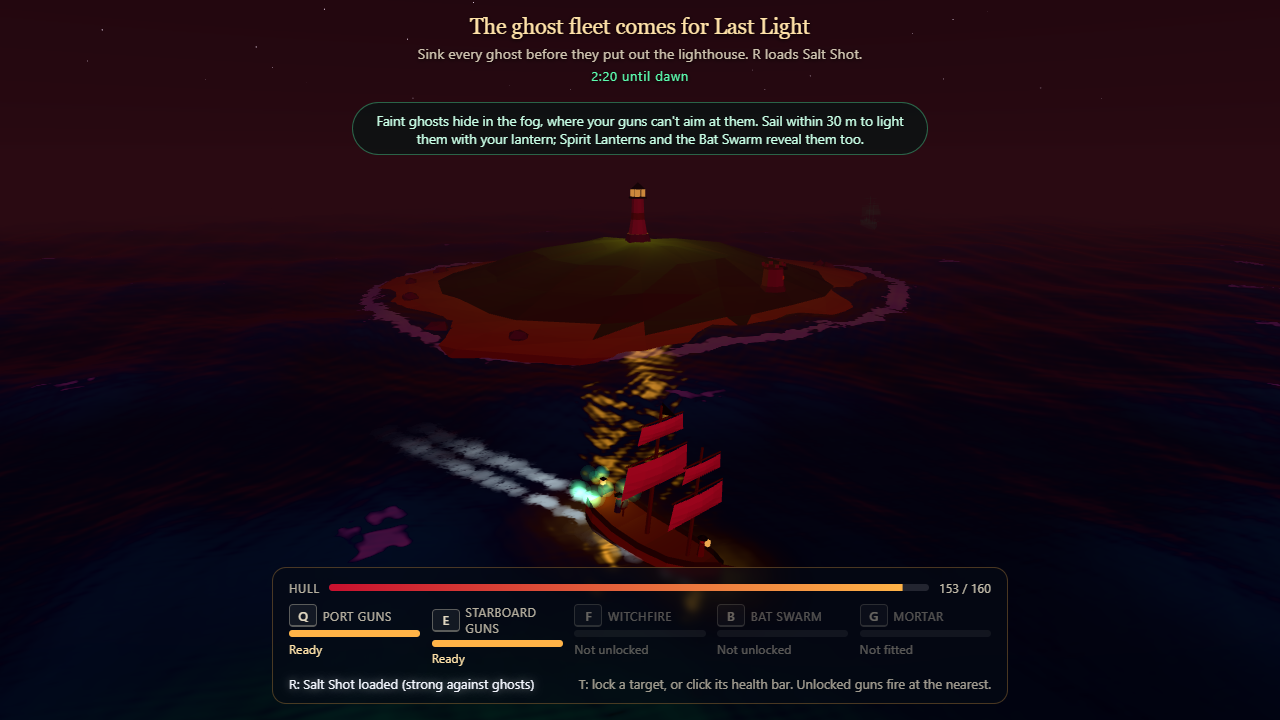 The ghost fleet comes for Last Light
Sink every ghost before they put out the lighthouse. R loads Salt Shot.
2:20 until dawn
Faint ghosts hide in the fog, where your guns can't aim at them. Sail within 30 m to light
them with your lantern; Spirit Lanterns and the Bat Swarm reveal them too.
HULL 153 / 160
Q PORT GUNS
Ready
E STARBOARD
GUNS
Ready
F WITCHFIRE
Not unlocked
B BAT SWARM
Not unlocked
G MORTAR
Not fitted
R: Salt Shot loaded (strong against ghosts)
T: lock a target, or click its health bar. Unlocked guns fire at the nearest.